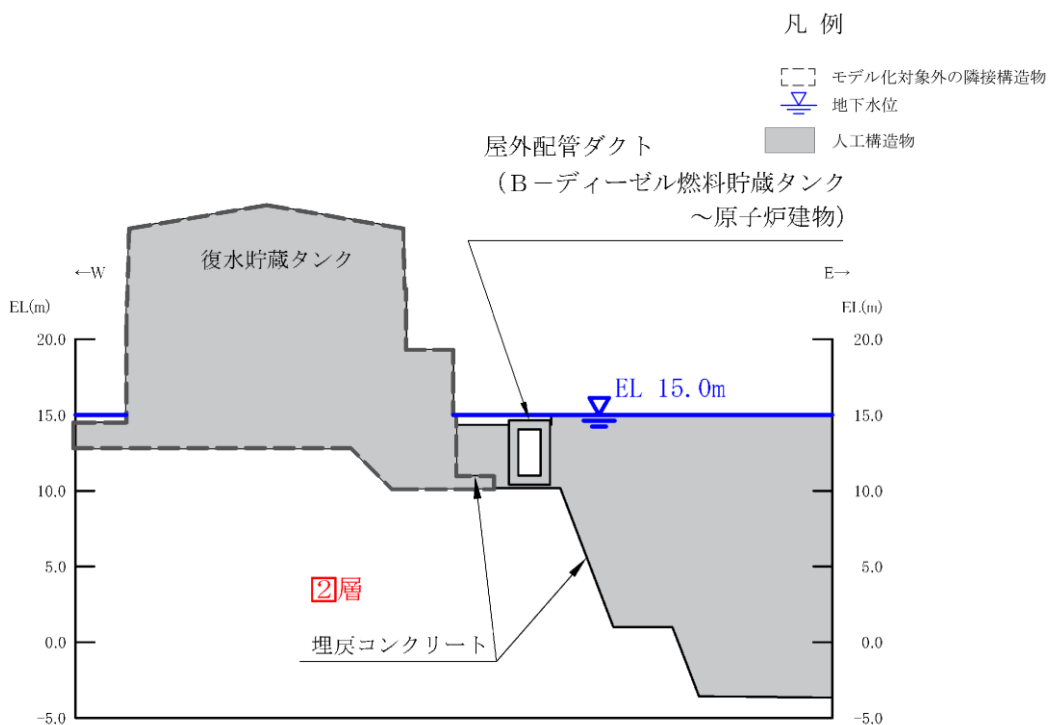 凡 例
モデル化対象外の隣接構造物
地下水位
人工構造物
屋外配管ダクト
（Ｂ－ディーゼル燃料貯蔵タンク
～原子炉建物）
復水貯蔵タンク
←W
E→
EL(m)
EL(m)
20.0
20.0
EL 15.0m
15.0
15.0
10.0
10.0
5.0
5.0
②層
埋戻コンクリート
0.0
0.0
-5.0
-5.0